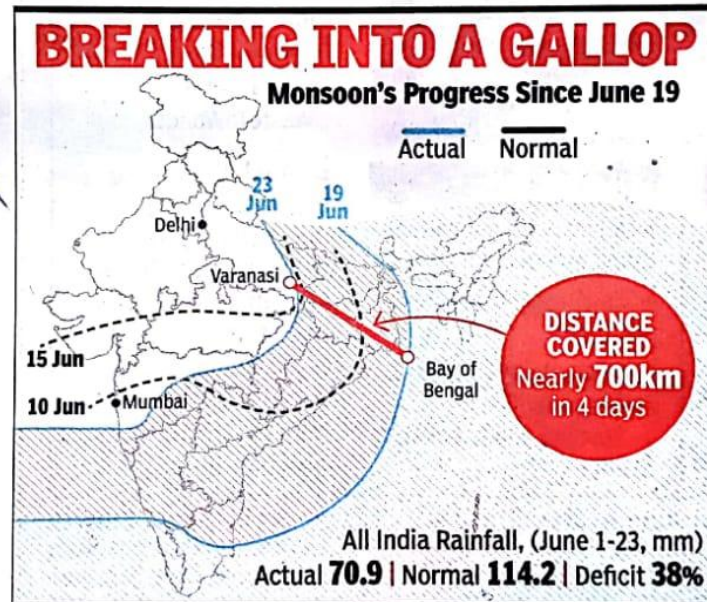 BREAKING INTO A GALLOP
Monsoon's Progress Since June 19
Actual Normal
23
Jun
19
Jun
Delhi
Varanasi
15 Jun
10 Jun
Mumbai
Bay of
Bengal
DISTANCE
COVERED
Nearly 700km
in 4 days
All India Rainfall, (June 1-23, mm)
Actual 70.9 | Normal 114.2 | Deficit 38%